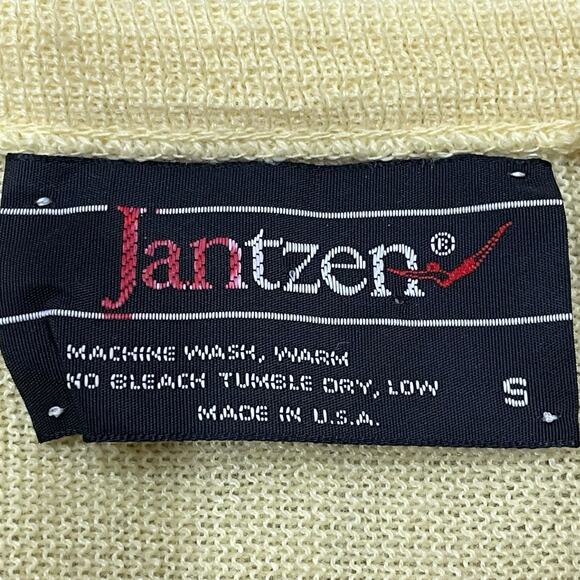 Jantzen®
MACHINE WASH, WARM
NO BLEACH TUMBLE DRY, LOW
S
MADE IN U.S.A.